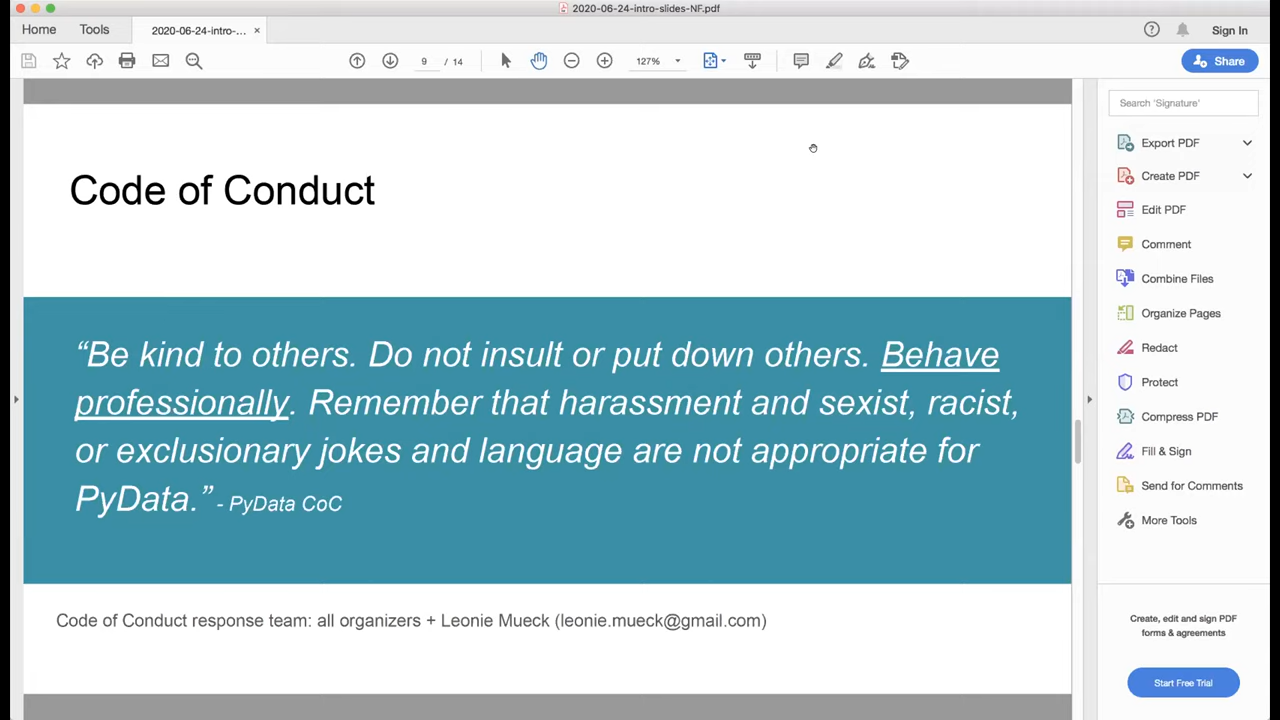 2020-06-24-intro-slides-NF.pdf
Home
Tools
2020-06-24-intro-...
Sign In
9 / 14
127%
Share
Code of Conduct
“Be kind to others. Do not insult or put down others. Behave
professionally. Remember that harassment and sexist, racist,
or exclusionary jokes and language are not appropriate for
PyData.” - PyData CoC
Code of Conduct response team: all organizers + Leonie Mueck (leonie.mueck@gmail.com)
Search 'Signature'
Export PDF
Create PDF
Edit PDF
Comment
Combine Files
Organize Pages
Redact
Protect
Compress PDF
Fill & Sign
Send for Comments
More Tools
Create, edit and sign PDF
forms & agreements
Start Free Trial